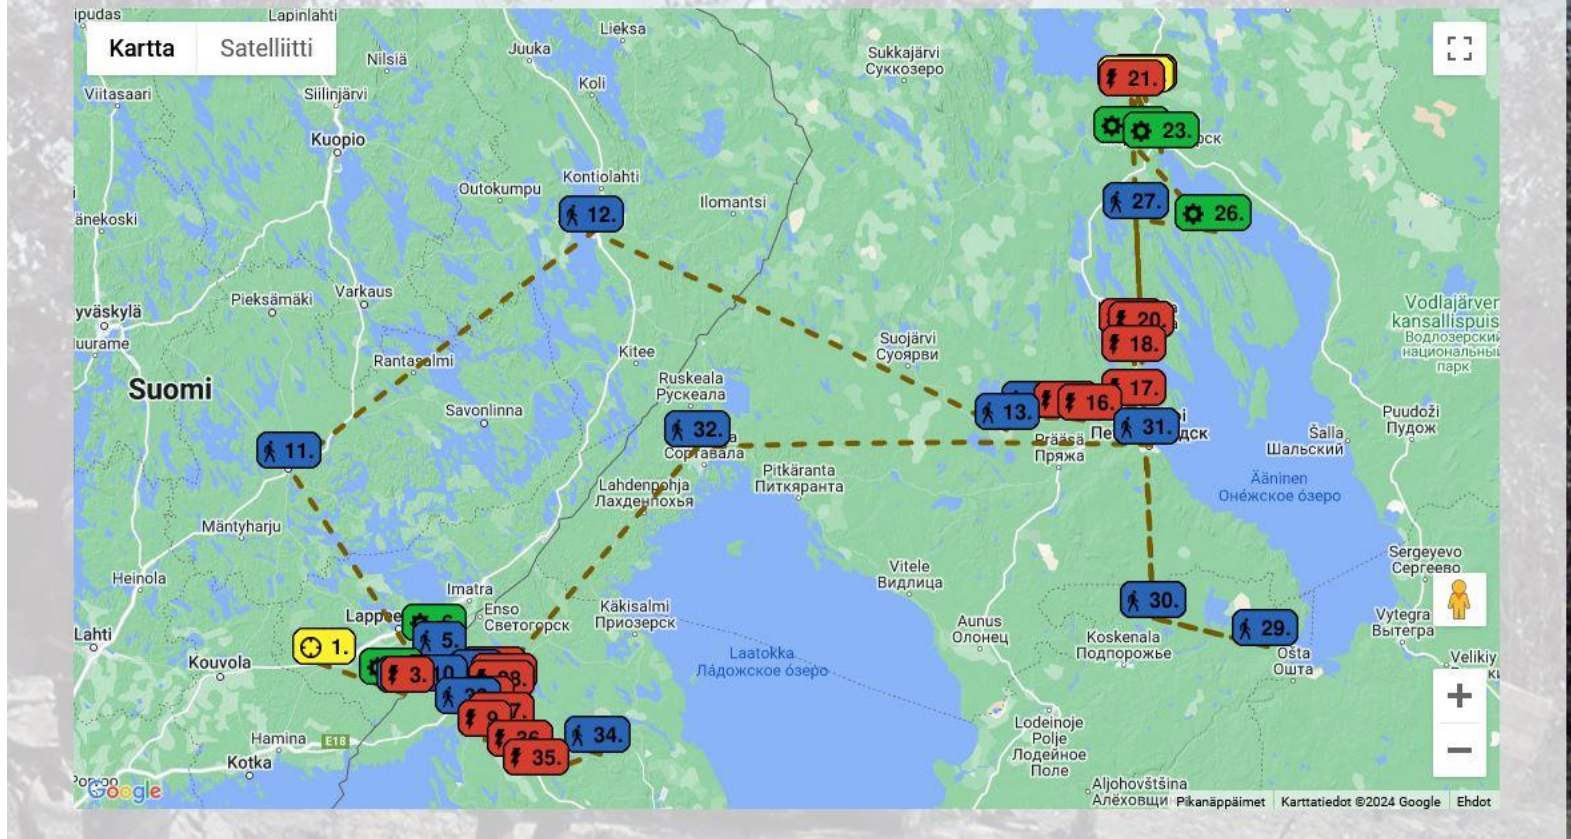 ipudas
Lapinlahti
Lieksa
Kartta
Satelliitti
Nilsiä
Juuka
Sukkajärvi
Суккозеро
21.
Viitasaari
Siilinjärvi
Koli
Kuopio
23.
рск
Kontiolahti
Outokumpu
Ilomantsi
12.
27.
26.
änekoski
Pieksämäki
Varkaus
yväskylä
uurame
20.
18.
Vodlajärven
kansallispuis
Водлозерский
национальный
парк
Suojärvi
Суоярви
Kitee
Rantasalmi
Suomi
Ruskeala
Рускеала
17.
16.
13.
Savonlinna
Puudoži
Пудож
32.
31.
Сортавала
Prääsä
Пряжа
Šalla
Шальский
11.
Pitkäranta
Питкяранта
Ääninen
Онежское озеро
Lahdenpohja
Лахденпохья
Mäntyharju
Sergeyevo
Сергеево
Vitele
Видлица
Heinola
Imatra
Enso
Светогорск
Käkisalmi
Приозерск
30.
29.
Aunus
Олонец
Koskenala
Подпорожье
Vytegra
Вытегра
Lahti
1.
5.
Laatokka
Ладожское озеро
Ošta
Ошта
Velikiy
Kouvola
3.
Lodeinoje
Polje
Лодейное
Поле
Hamina
E18
34.
35.
Kotka
Google
Aljohovštšina
Алёховщи
Pikanäppäimet
Karttatiedot ©2024 Google
Ehdot